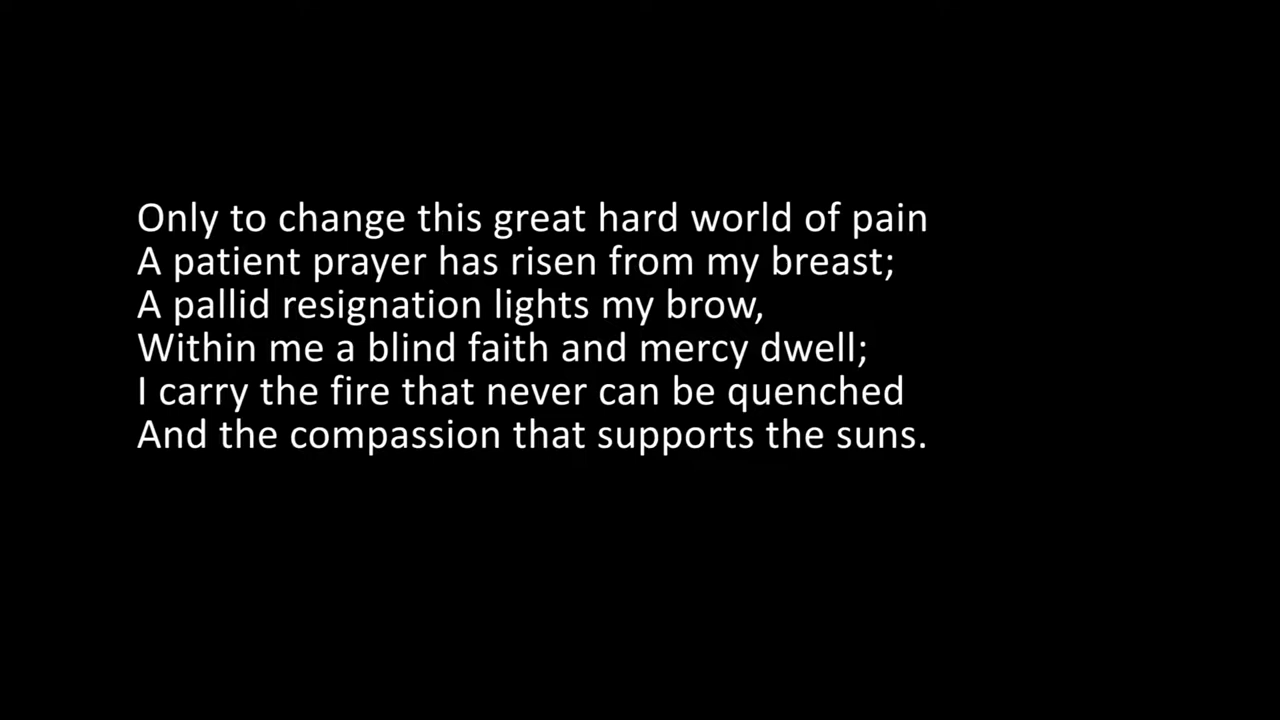 Only to change this great hard world of pain
A patient prayer has risen from my breast;
A pallid resignation lights my brow,
Within me a blind faith and mercy dwell;
I carry the fire that never can be quenched
And the compassion that supports the suns.